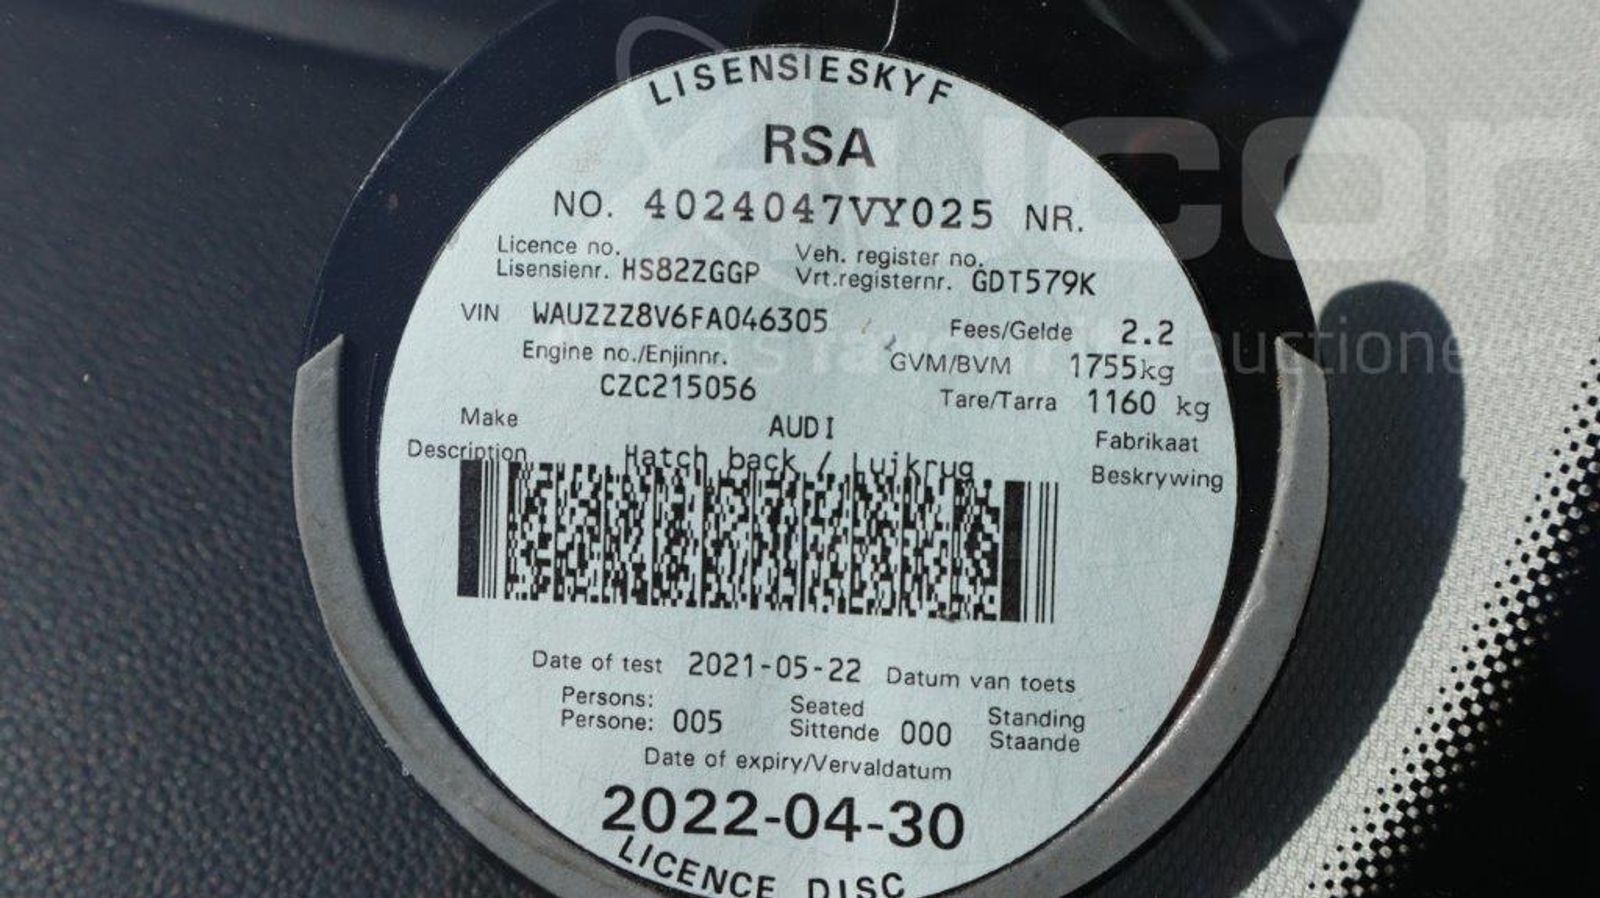 LISENSIESKYF
RSA
NO. 4024047VY025 NR.
Licence no. Veh. register no.
Lisensienr. HS82ZGGP Vrt.registernr. GDT579K
VIN WAUZZZ8V6FA046305 Fees/Gelde 2.2
Engine no./Enjinnr. GVM/BVM 1755kg
CZC215056 Tare/Tarra 1160 kg
Make AUDI Fabrikaat
Description Hatch back / Luikrug Beskrywing
Date of test 2021-05-22 Datum van toets
Persons: Seated Standing
Persone: 005 Sittende 000 Staande
Date of expiry/Vervaldatum
2022-04-30
LICENCE DISC